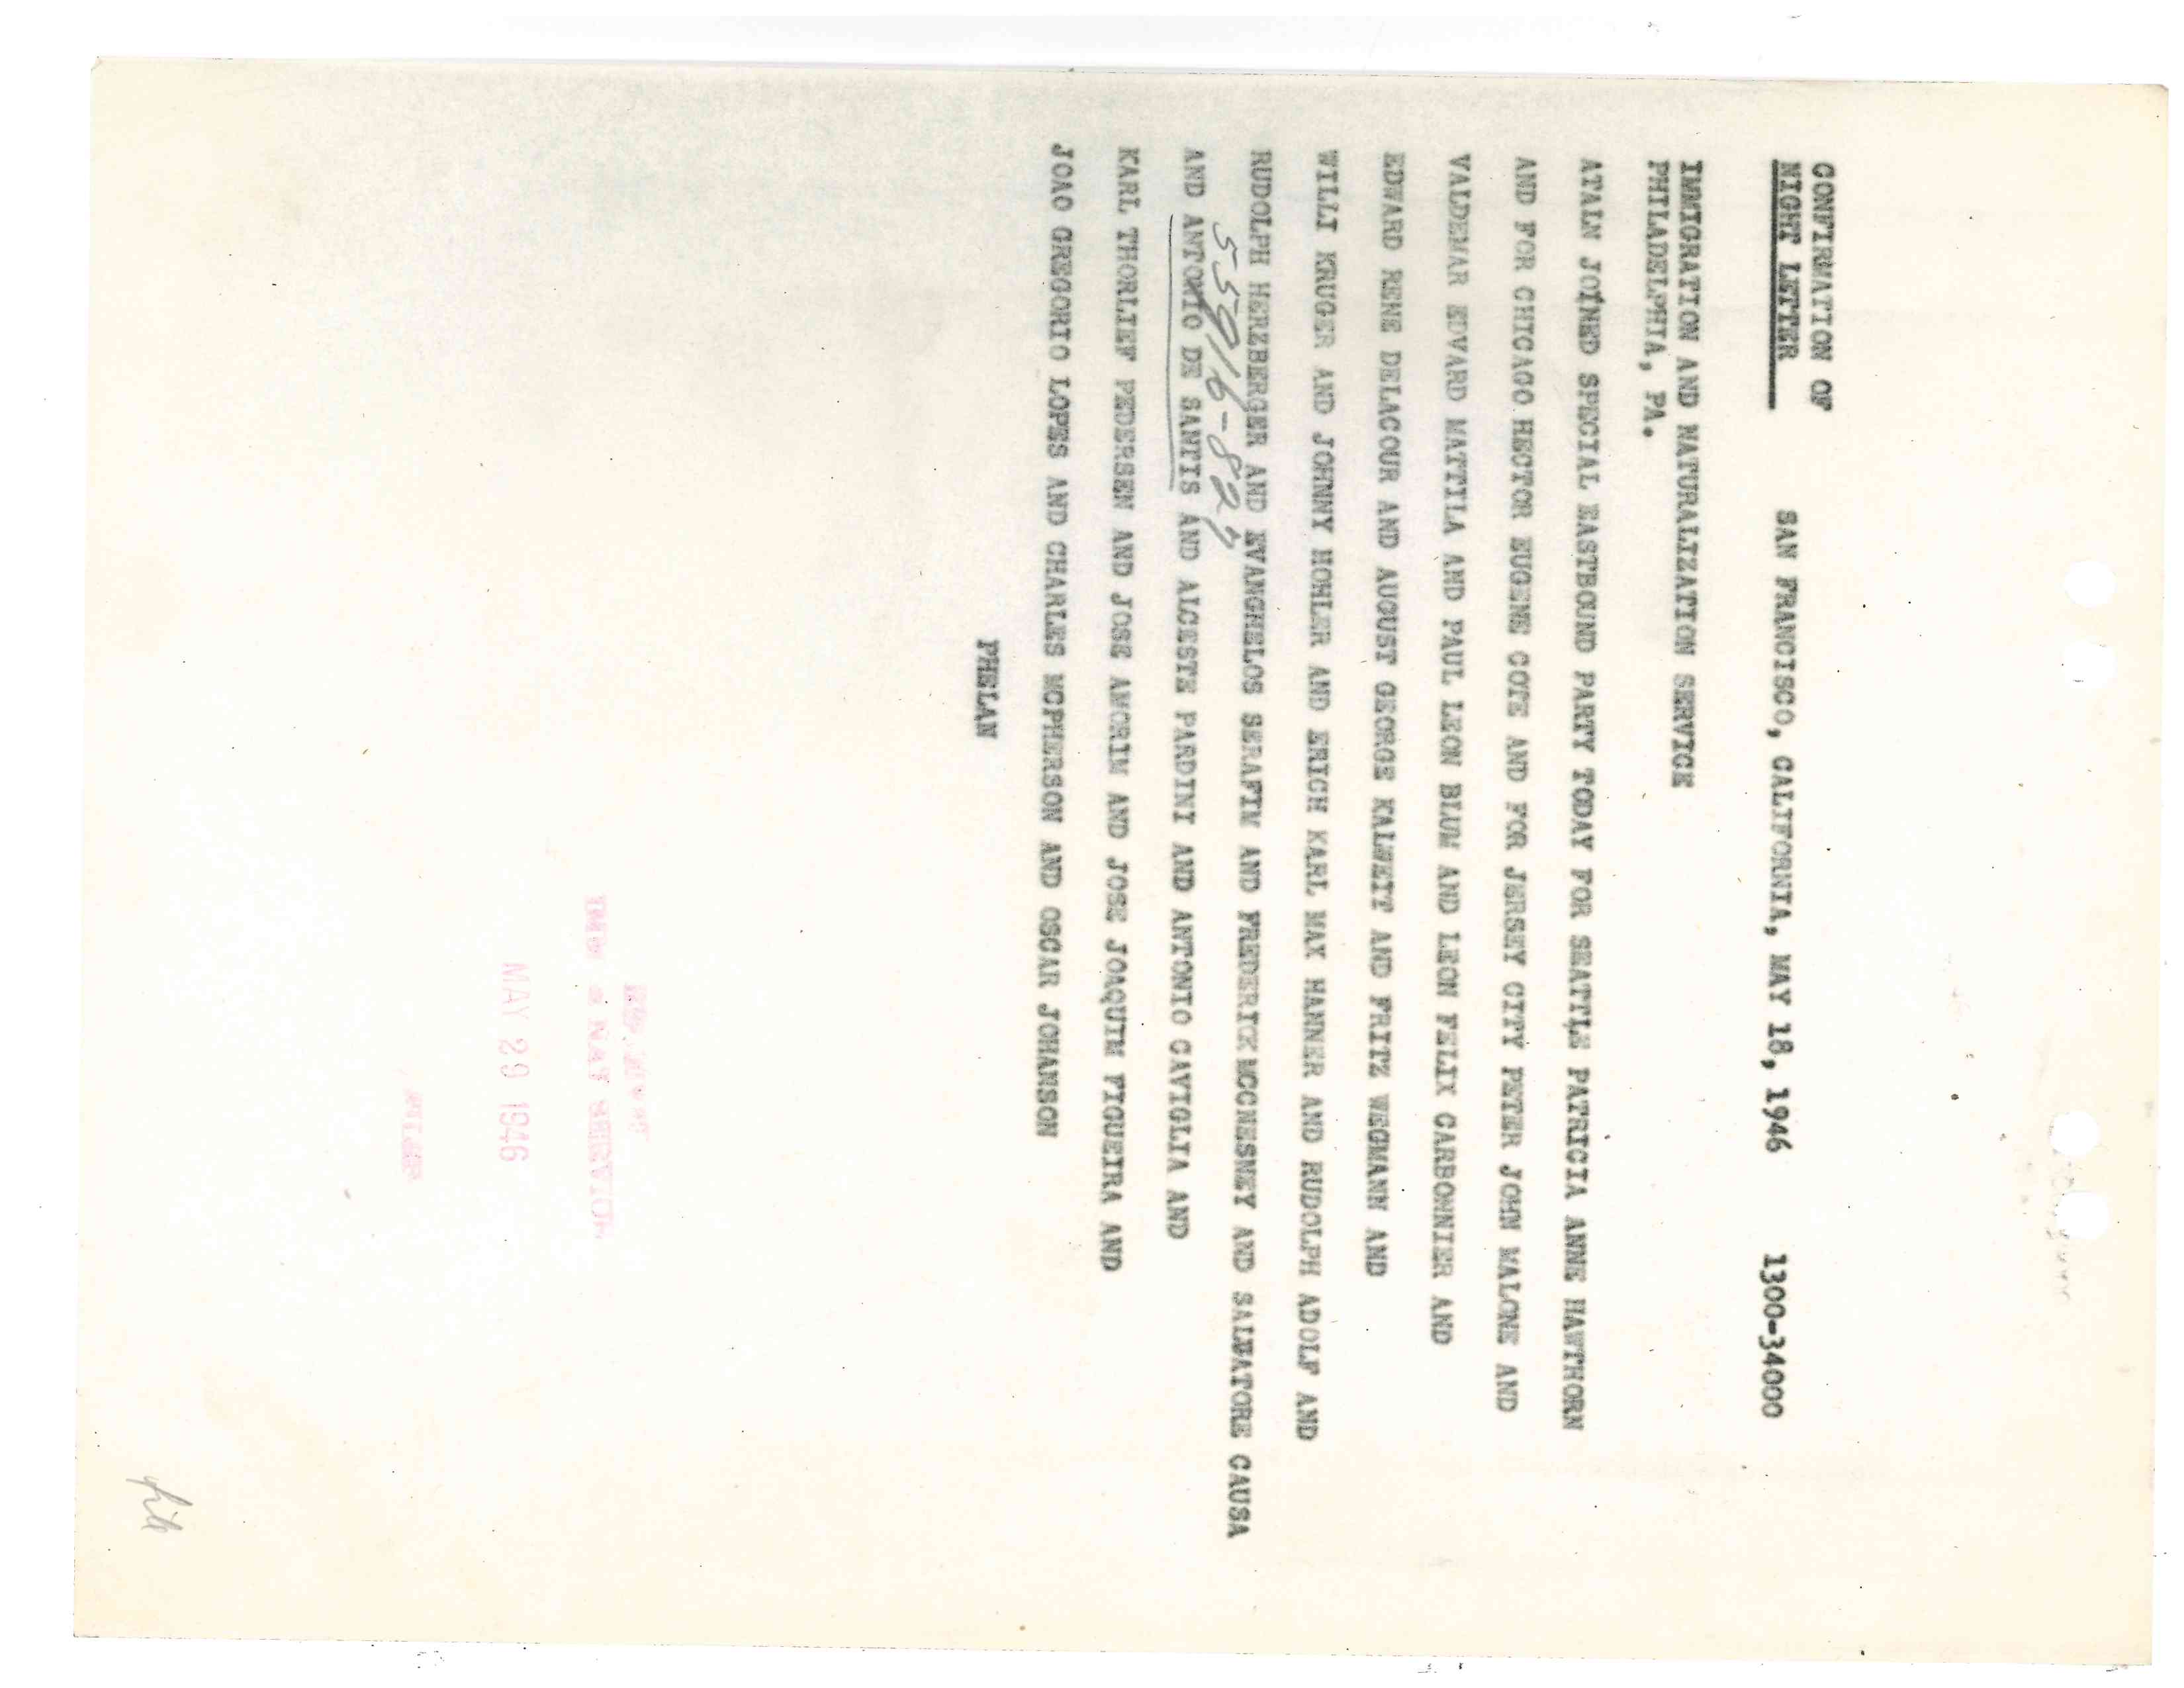 CONFIRMATION OF
NIGHT LETTER SAN FRANCISCO, CALIFORNIA, MAY 18, 1946 1300-34000
IMMIGRATION AND NATURALIZATION SERVICE
PHILADELPHIA, PA.
ATALN JOINED SPECIAL EASTBOUND PARTY TODAY FOR SEATTLE PATRICIA ANNE HAWTHORN
AND FOR CHICAGO HECTOR EUGENE COTE AND FOR JERSEY CITY PETER JOHN MALONE AND
VALDEMAR EDVARD MATTILA AND PAUL LEON BLUM AND LEON FELIX CARBONNIER AND
EDWARD RENE DELACOUR AND AUGUST GEORGE KALWEIT AND FRITZ WEGMANN AND
WILLI KRUGER AND JOHNNY HOHLER AND ERICH KARL MAX HANNER AND RUDOLPH ADOLF AND
RUDOLPH HERZBERGER AND EVANGHELOS SERAFIM AND FREDERICK MCCNESNEY AND SALVATORE CAUSA
55916-827
AND ANTONIO DE SANTIS AND ALCESTE PARDINI AND ANTONIO CAVIGLIA AND
KARL THORLIEF PEDERSEN AND JOSE AMORIM AND JOSE JOAQUIM FIGUEIRA AND
JOAO GREGORIO LOPES AND CHARLES MCPHERSON AND OSCAR JOHANSON
PHELAN
IMM & NAT SERVICE
MAY 29 1946
file